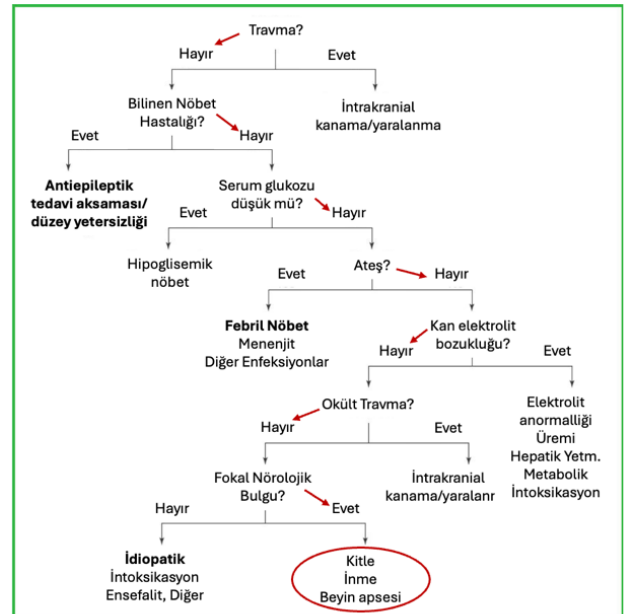 Travma?
Hayır
Evet
Bilinen Nöbet
Hastalığı?
İntrakranial
kanama/yaralanma
Evet
Hayır
Antiepileptik
tedavi aksaması/
düzey yetersizliği
Serum glukozu
düşük mü?
Evet
Hayır
Hipoglisemik
nöbet
Ateş?
Evet
Hayır
Febril Nöbet
Menenjit
Diğer Enfeksiyonlar
Kan elektrolit
bozukluğu?
Hayır
Evet
Okült Travma?
Elektrolit
anormalliği
Üremi
Hepatik Yetm.
Metabolik
İntoksikasyon
Hayır
Evet
Fokal Nörolojik
Bulgu?
İntrakranial
kanama/yaralanr
Hayır
Evet
İdiopatik
İntoksikasyon
Ensefalit, Diğer
Kitle
İnme
Beyin apsesi